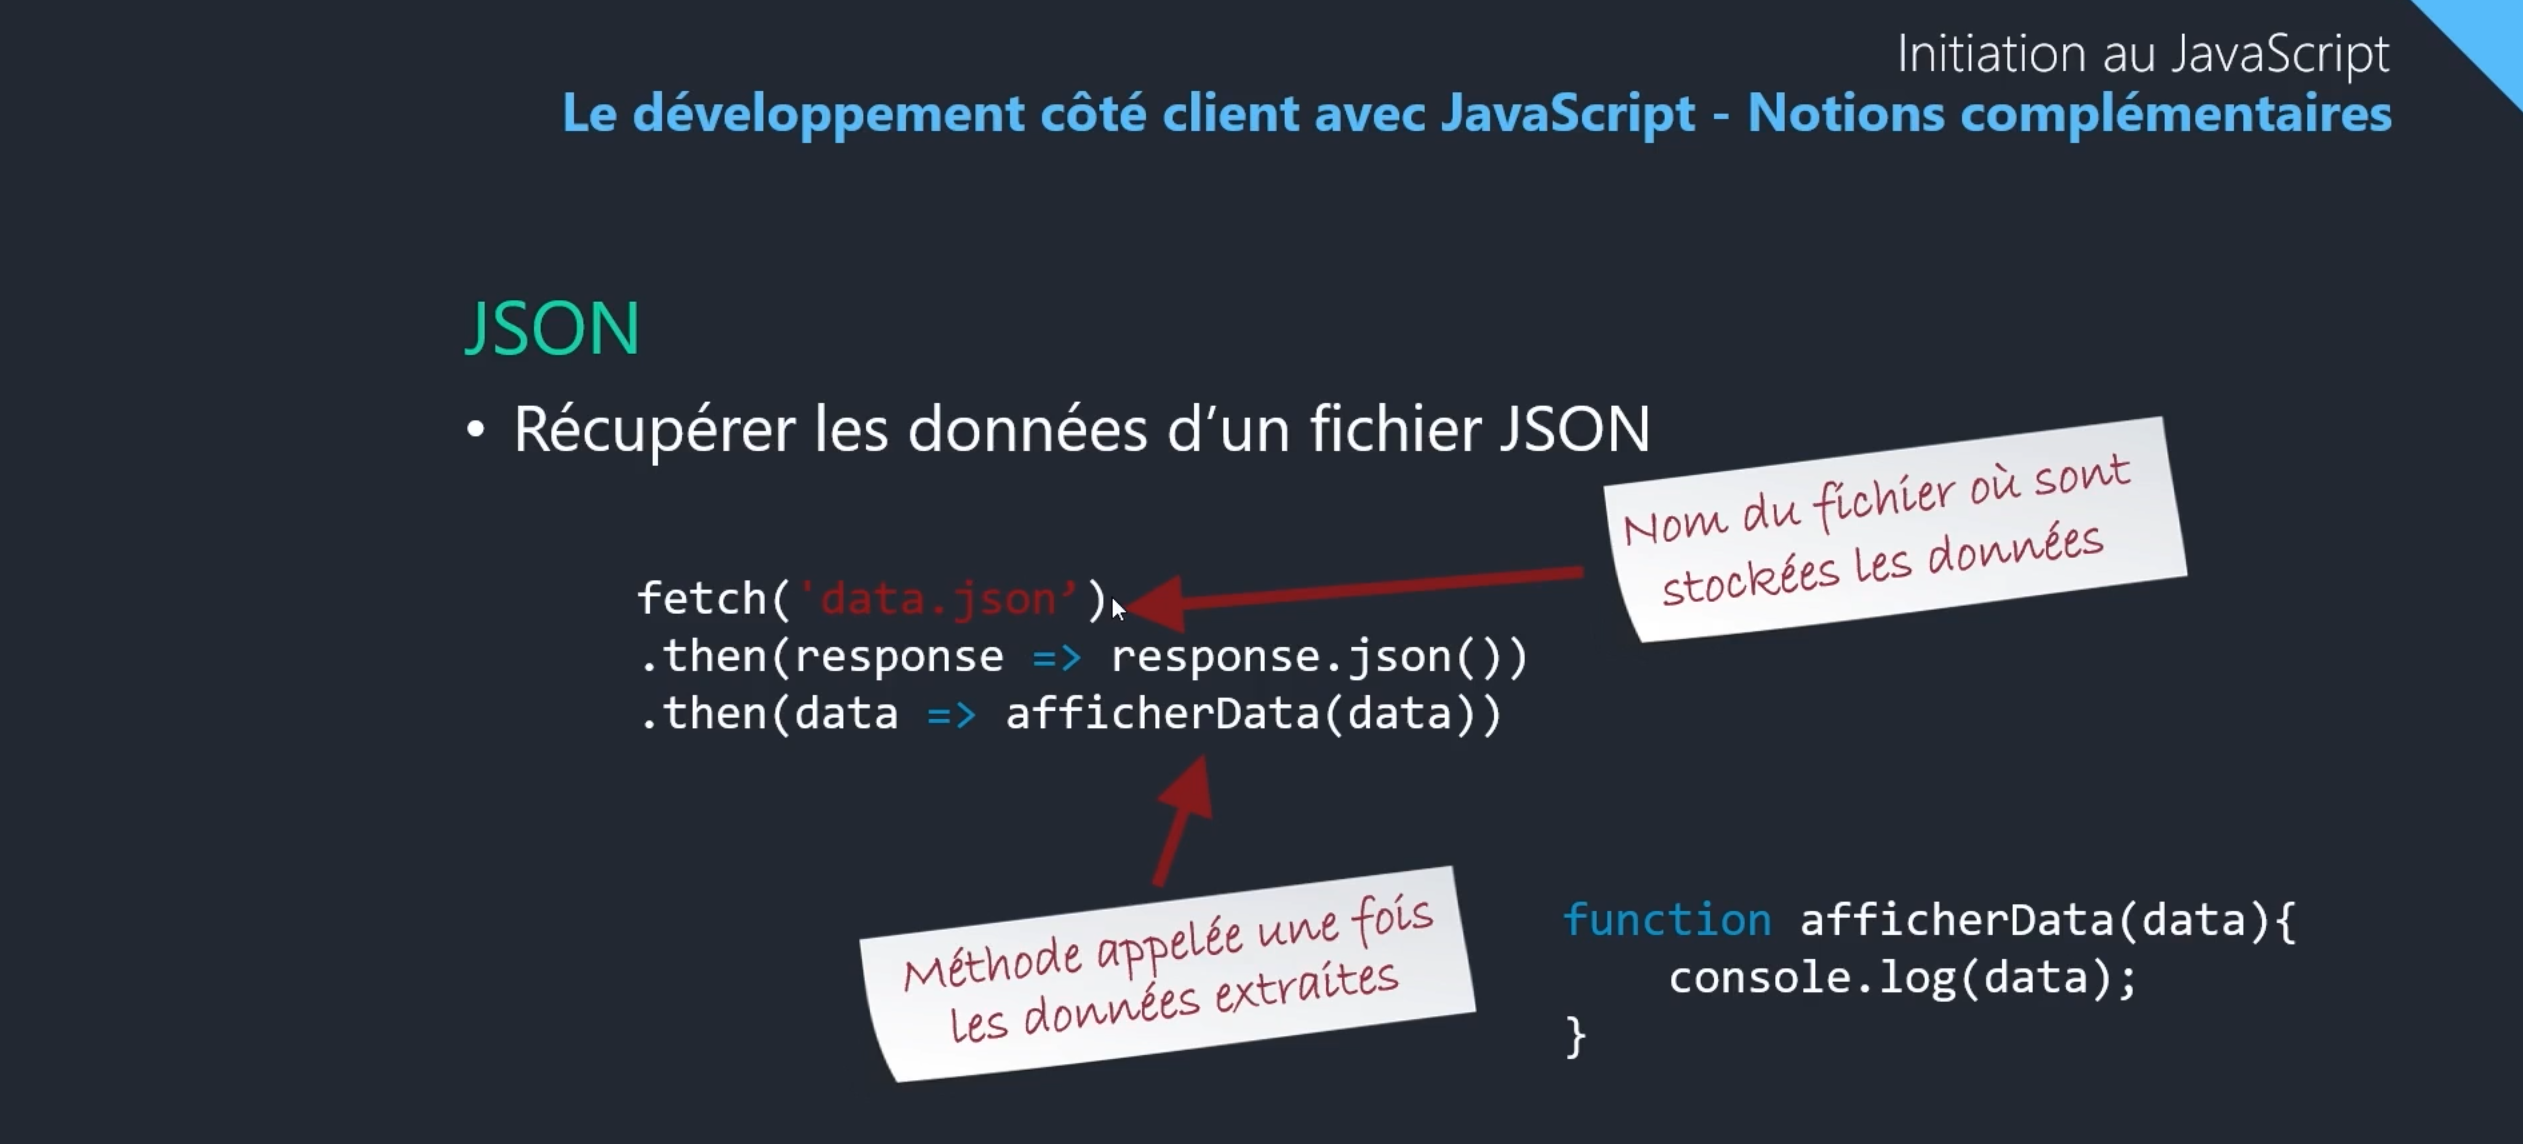 Initiation au JavaScript
Le développement côté client avec JavaScript - Notions complémentaires
JSON
• Récupérer les données d’un fichier JSON
Nom du fichier où sont
stockées les données
fetch('data.json’)
.then(response => response.json())
.then(data => afficherData(data))
Méthode appelée une fois
les données extraites
function afficherData(data){
console.log(data);
}